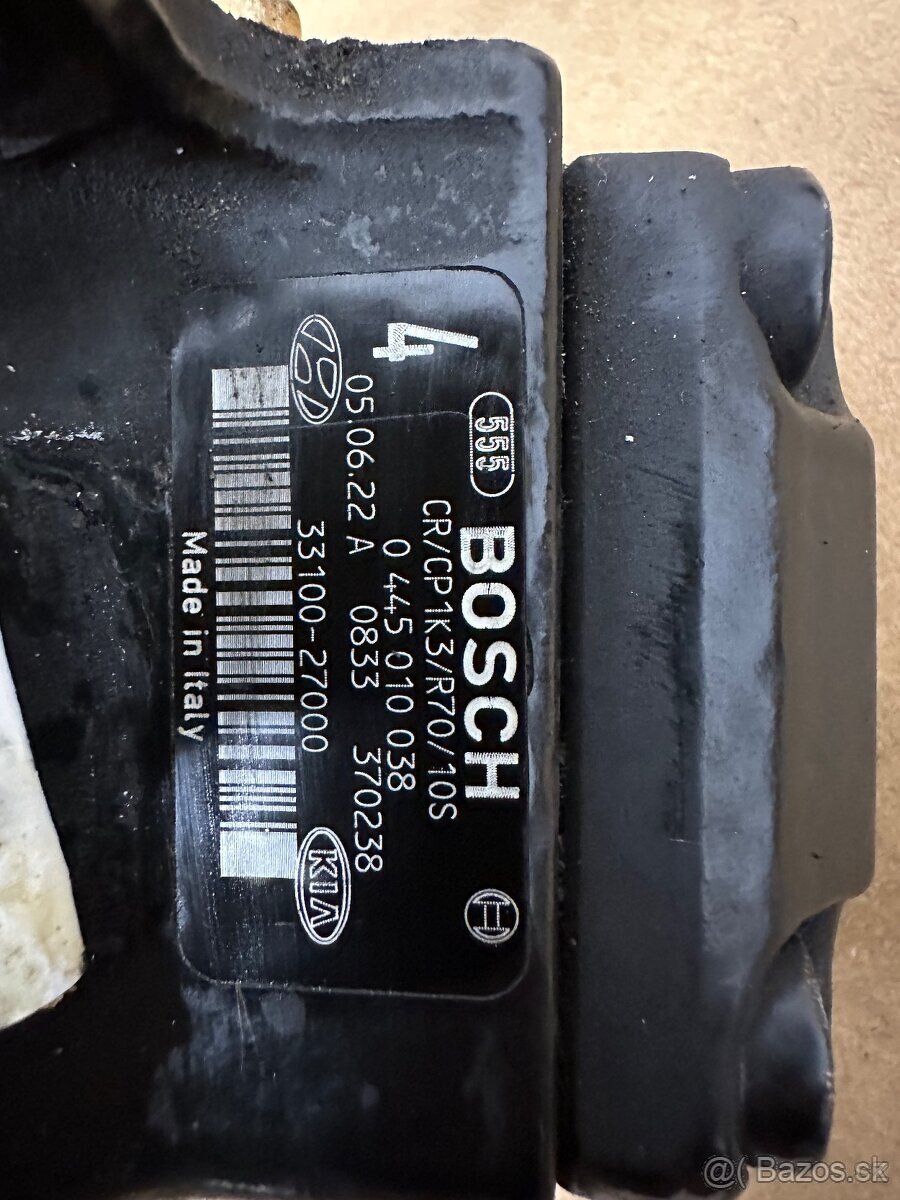 4
555
BOSCH
CR/CP1K3/R70/10S
0 445 010 038
05.06.22 A 0833 370238
33100-27000
KIA
Made in Italy
@( Bazos.sk